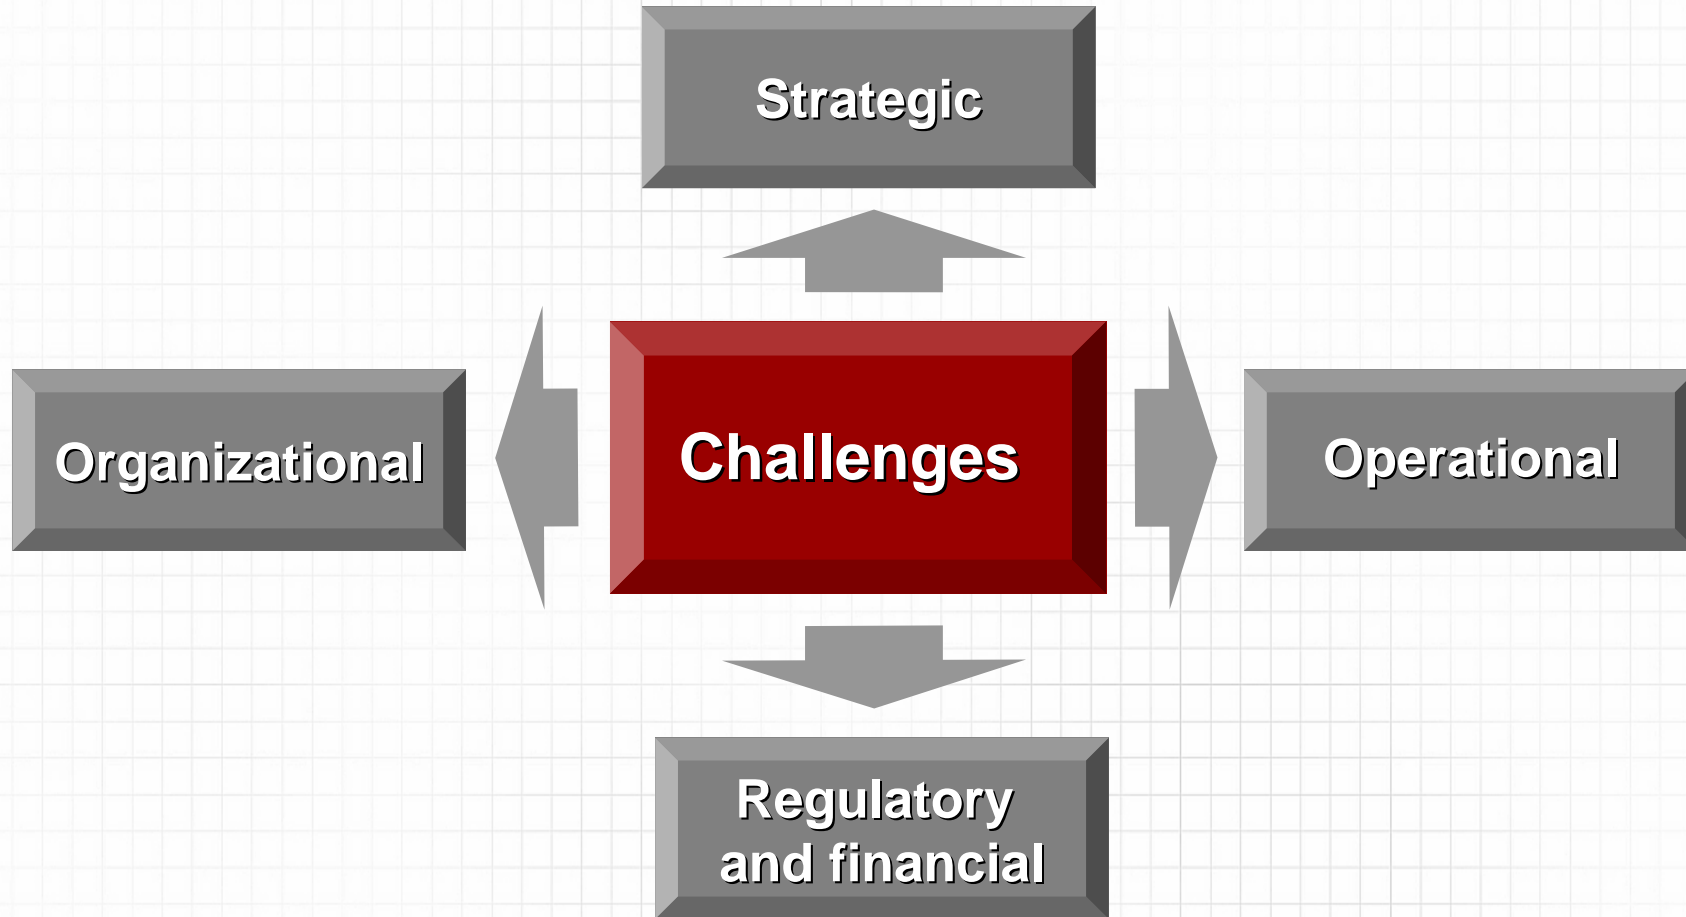 Strategic
Organizational
Challenges
Operational
Regulatory
and financial